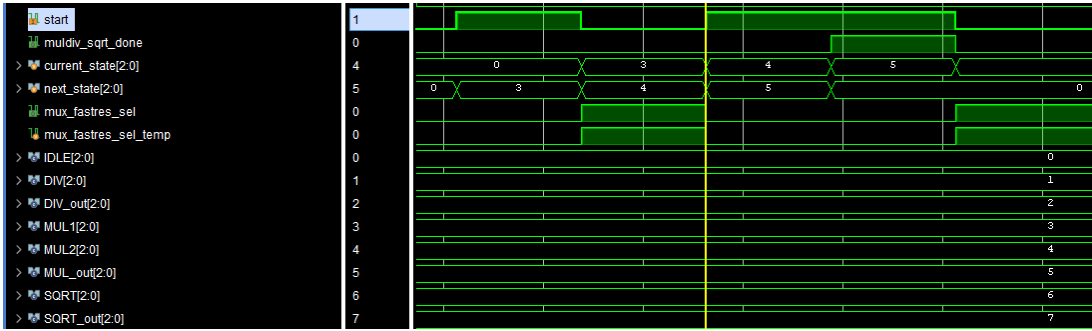 start 1
muldiv_sqrt_done 0
current_state[2:0] 4 0 3 4 5
next_state[2:0] 5 0 3 4 5 0
mux_fastres_sel 0
mux_fastres_sel_temp 0
IDLE[2:0] 0 0
DIV[2:0] 1 1
DIV_out[2:0] 2 2
MUL1[2:0] 3 3
MUL2[2:0] 4 4
MUL_out[2:0] 5 5
SQRT[2:0] 6 6
SQRT_out[2:0] 7 7